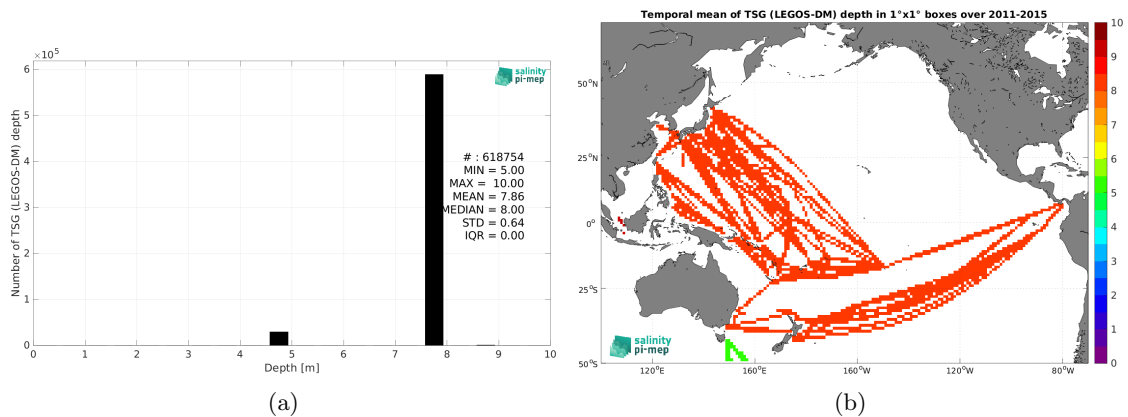 ×10⁵
6
5
4
3
2
1
0
Number of TSG (LEGOS-DM) depth
0 1 2 3 4 5 6 7 8 9 10
Depth [m]
salinity
pi-mep
# : 618754
MIN = 5.00
MAX = 10.00
MEAN = 7.86
MEDIAN = 8.00
STD = 0.64
IQR = 0.00
(a)
Temporal mean of TSG (LEGOS-DM) depth in 1°x1° boxes over 2011-2015
50°N
25°N
0°
25°S
50°S
120°E 160°E 160°W 120°W 80°W
salinity
pi-mep
10
9
8
7
6
5
4
3
2
1
0
(b)